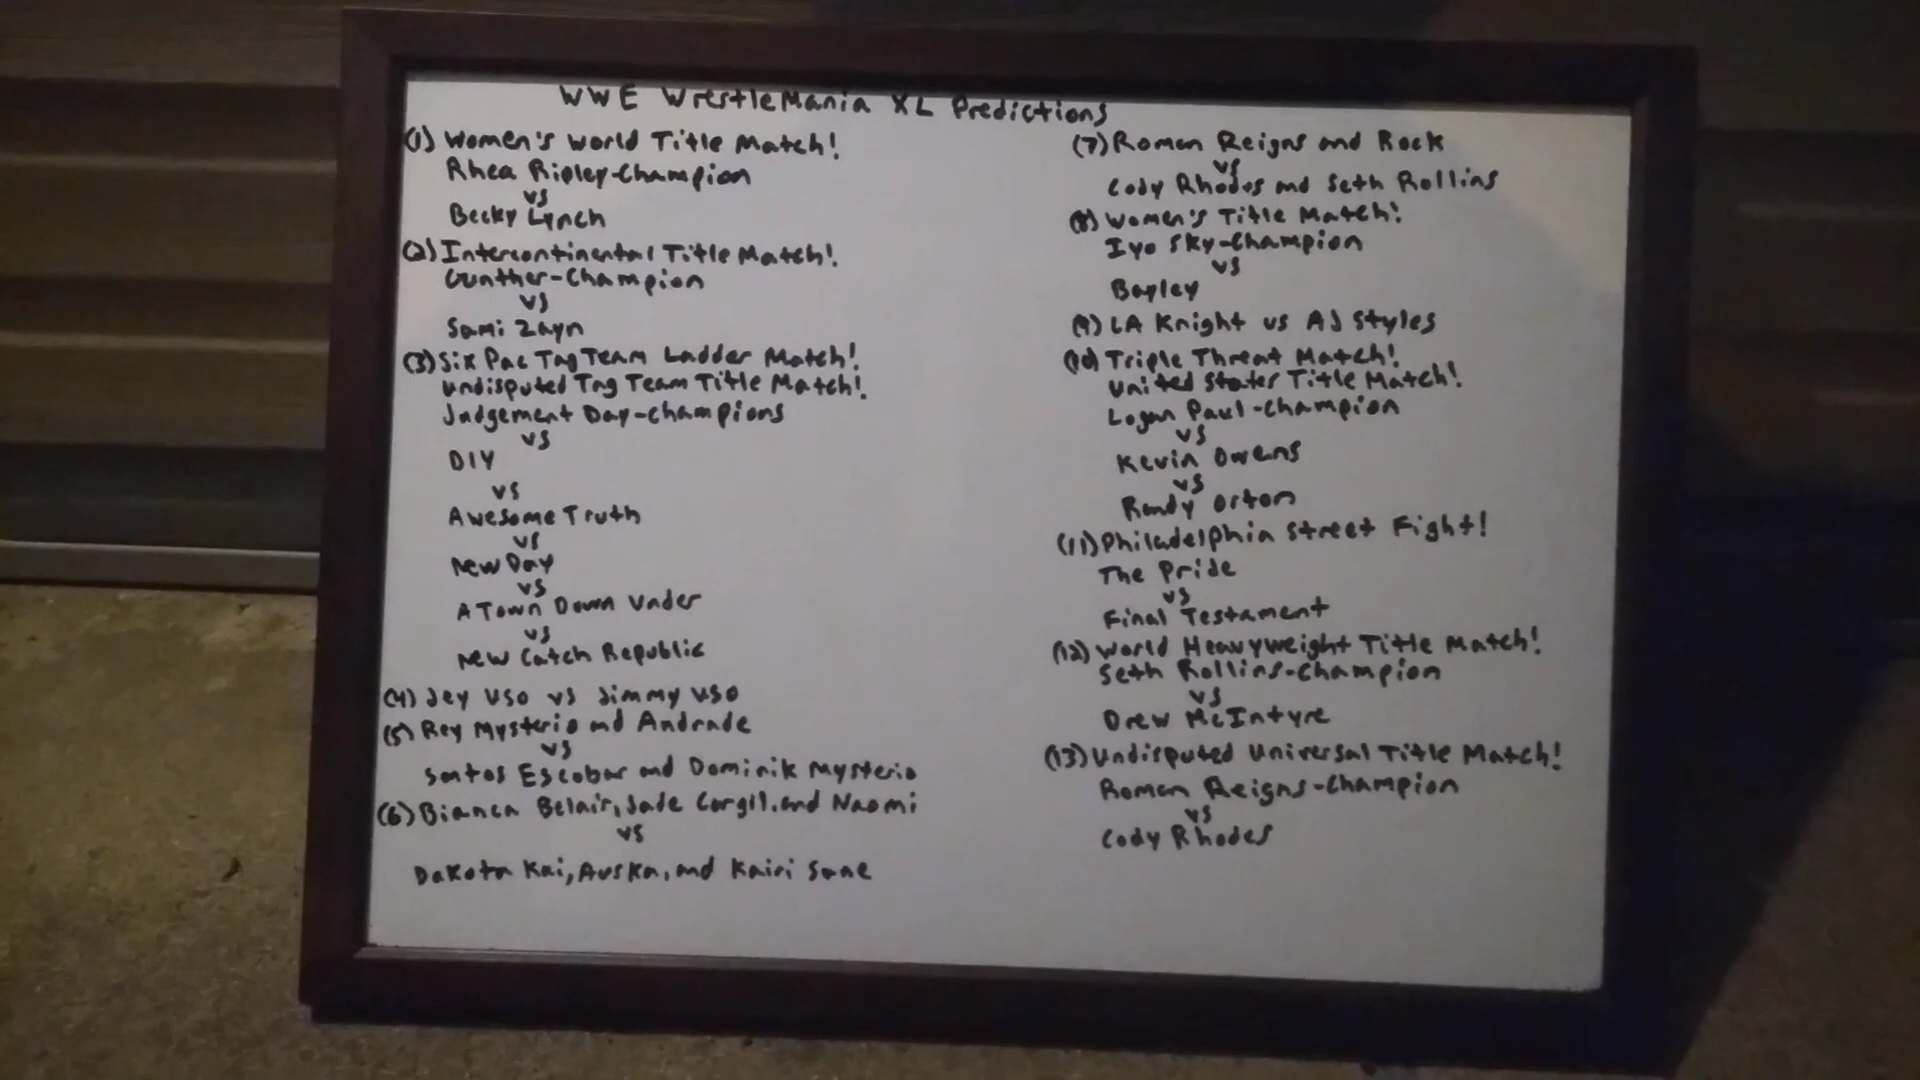 WWE WrestleMania XL Predictions
(1) Women's World Title Match!
Rhea Ripley-Champion
vs
Becky Lynch
(2) Intercontinental Title Match!
Gunther-Champion
vs
Sami Zayn
(3) Six Pac Tag Team Ladder Match!
Undisputed Tag Team Title Match!
Judgement Day-Champions
vs
DIY
vs
Awesome Truth
vs
New Day
vs
A Town Down Under
vs
New Catch Republic
(4) Jey Uso vs Jimmy Uso
(5) Rey Mysterio and Andrade
vs
Santos Escobar and Dominik Mysterio
(6) Bianca Belair, Jade Cargil, and Naomi
vs
Dakota Kai, Auska, and Kairi Sane
(7) Roman Reigns and Rock
vs
Cody Rhodes and Seth Rollins
(8) Women's Title Match!
Iyo Sky-Champion
vs
Bayley
(9) LA Knight vs AJ Styles
(10) Triple Threat Match!
United States Title Match!
Logan Paul-Champion
vs
Kevin Owens
vs
Randy Orton
(11) Philadelphia Street Fight!
The Pride
vs
Final Testament
(12) World Heavyweight Title Match!
Seth Rollins-Champion
vs
Drew McIntyre
(13) Undisputed Universal Title Match!
Roman Reigns-Champion
vs
Cody Rhodes